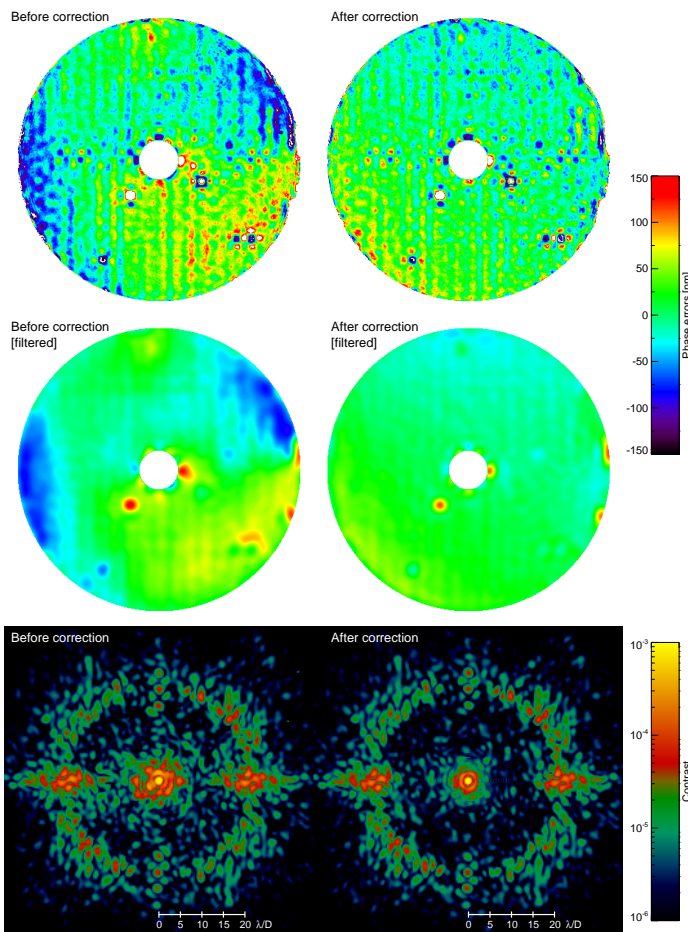 Before correction
After correction
150
100
50
0
-50
-100
-150
Phase errors [nm]
Before correction
[filtered]
After correction
[filtered]
Before correction
After correction
10-3
10-4
10-5
10-6
Contrast
0 5 10 15 20 λ/D
0 5 10 15 20 λ/D